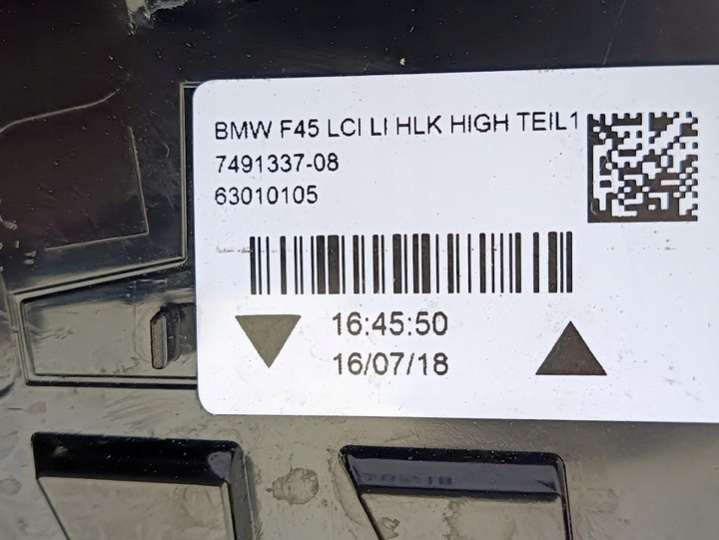 BMW F45 LCI LI HLK HIGH TEIL1
7491337-08
63010105
16:45:50
16/07/18